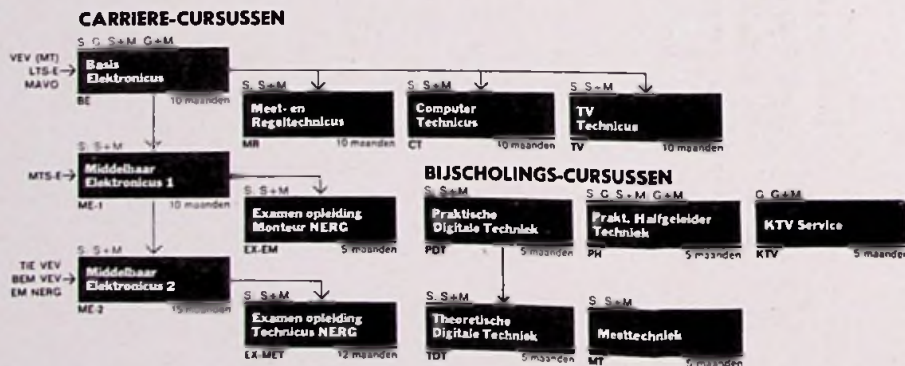 CARRIERE-CURSUSSEN
S G S+M G+M
VEV (MT)
LTS-E
MAVO
Basis
Elektronicus
BE 10 maanden
S. S+M
Meet- en
Regeltechnicus
MR 10 maanden
S. S+M
Computer
Technicus
CT 10 maanden
S. S+M
TV
Technicus
TV 10 maanden
S. S+M
MTS-E
Middelbaar
Elektronicus 1
ME-1 10 maanden
S. S+M
Examen opleiding
Monteur NERG
EX-EM 5 maanden
S. S+M
TIE VEV
BEM VEV
EM NERG
Middelbaar
Elektronicus 2
ME-2 15 maanden
S. S+M
Examen opleiding
Technicus NERG
EX-MET 12 maanden
BIJSCHOLINGS-CURSUSSEN
S S+M
Praktische
Digitale Techniek
PDT 5 maanden
S G S+M G+M
Prakt. Halfgeleider
Techniek
PH 5 maanden
G G+M
KTV Service
KTV 5 maanden
S. S+M
Theoretische
Digitale Techniek
TDT 5 maanden
S S+M
Meettechniek
MT 5 maanden